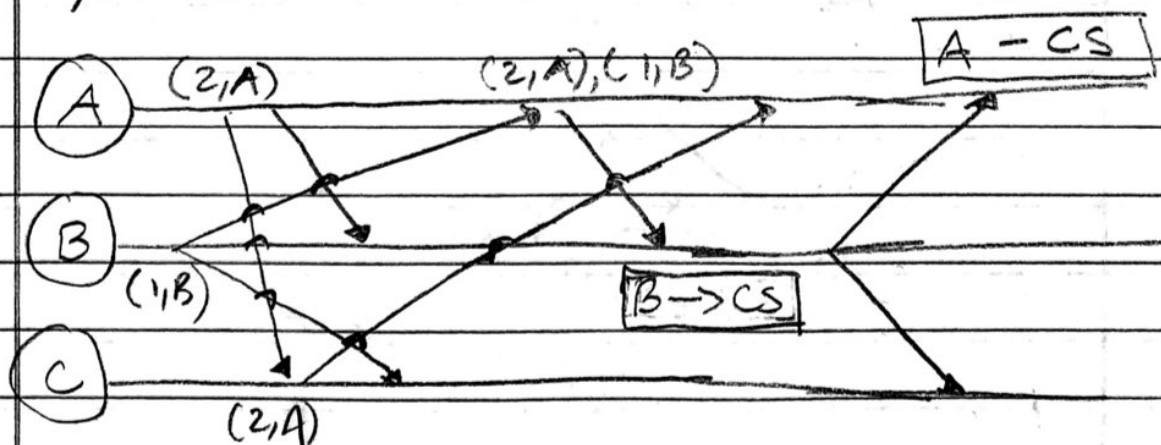 A - CS
(2,A) (2,A),(1,B)
A
B
(1,B)
B→CS
C
(2,A)